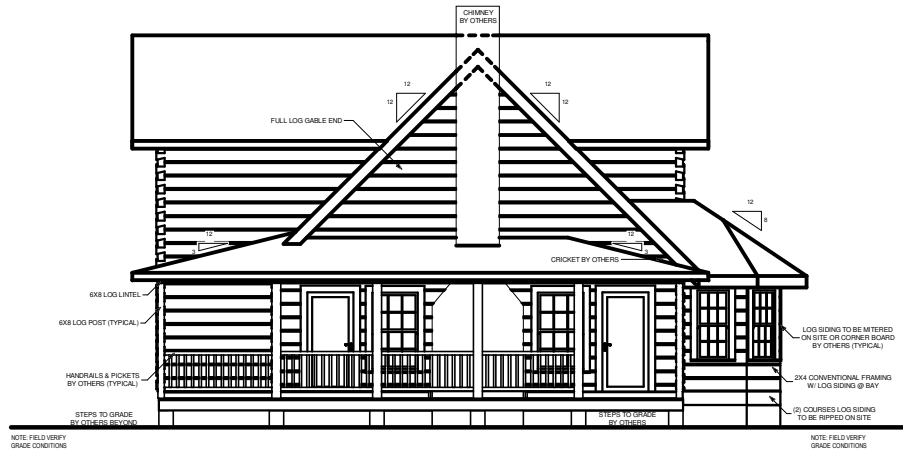 CHIMNEY
BY OTHERS
12
12
12
12
FULL LOG GABLE END
12
8
12
3
12
3
CRICKET BY OTHERS
6X8 LOG LINTEL
6X8 LOG POST (TYPICAL)
LOG SIDING TO BE MITERED
ON SITE OR CORNER BOARD
BY OTHERS (TYPICAL)
HANDRAILS & PICKETS
BY OTHERS (TYPICAL)
2X4 CONVENTIONAL FRAMING
W/ LOG SIDING @ BAY
STEPS TO GRADE
BY OTHERS BEYOND
STEPS TO GRADE
BY OTHERS
(2) COURSES LOG SIDING
TO BE RIPPED ON SITE
NOTE: FIELD VERIFY
GRADE CONDITIONS
NOTE: FIELD VERIFY
GRADE CONDITIONS